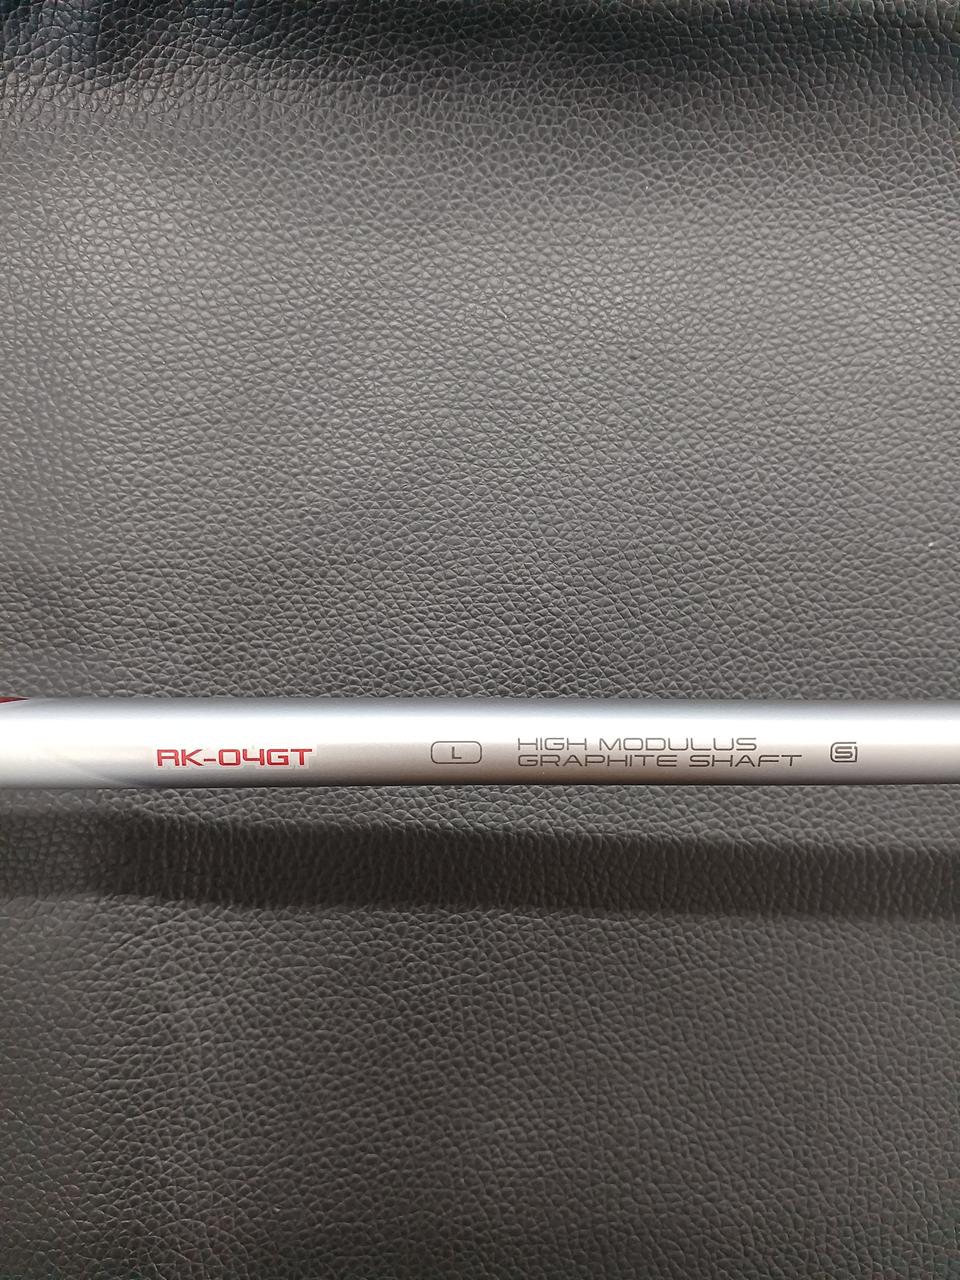 RK-04GT
L
HIGH MODULUS
GRAPHITE SHAFT
S